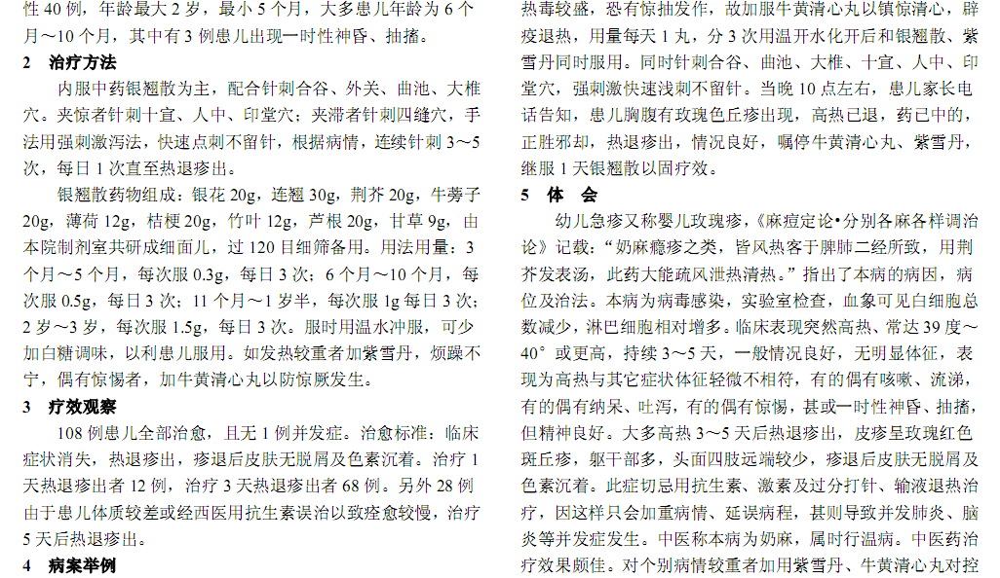 性 40 例，年龄最大 2 岁，最小 5 个月，大多患儿年龄为 6 个
月～10 个月，其中有 3 例患儿出现一时性神昏、抽搐。
2　治疗方法
内服中药银翘散为主，配合针刺合谷、外关、曲池、大椎
穴。夹惊者针刺十宣、人中、印堂穴；夹滞者针刺四缝穴，手
法用强刺激泻法，快速点刺不留针，根据病情，连续针刺 3～5
次，每日 1 次直至热退疹出。
银翘散药物组成：银花 20g，连翘 30g，荆芥 20g，牛蒡子
20g，薄荷 12g，桔梗 20g，竹叶 12g，芦根 20g，甘草 9g，由
本院制剂室共研成细面儿，过 120 目细筛备用。用法用量：3
个月～5 个月，每次服 0.3g，每日 3 次；6 个月～10 个月，每
次服 0.5g，每日 3 次；11 个月～1 岁半，每次服 1g 每日 3 次；
2 岁～3 岁，每次服 1.5g，每日 3 次。服时用温水冲服，可少
加白糖调味，以利患儿服用。如发热较重者加紫雪丹，烦躁不
宁，偶有惊惕者，加牛黄清心丸以防惊厥发生。
3　疗效观察
108 例患儿全部治愈，且无 1 例并发症。治愈标准：临床
症状消失，热退疹出，疹退后皮肤无脱屑及色素沉着。治疗 1
天热退疹出者 12 例，治疗 3 天热退疹出者 68 例。另外 28 例
由于患儿体质较差或经西医用抗生素误治以致痊愈较慢，治疗
5 天后热退疹出。
4　病案举例
热毒较盛，恐有惊抽发作，故加服牛黄清心丸以镇惊清心，辟
疫退热，用量每天 1 丸，分 3 次用温开水化开后和银翘散、紫
雪丹同时服用。同时针刺合谷、曲池、大椎、十宣、人中、印
堂穴，强刺激快速浅刺不留针。当晚 10 点左右，患儿家长电
话告知，患儿胸腹有玫瑰色丘疹出现，高热已退，药已中的，
正胜邪却，热退疹出，情况良好，嘱停牛黄清心丸、紫雪丹，
继服 1 天银翘散以固疗效。
5　体　会
幼儿急疹又称婴儿玫瑰疹，《麻痘定论•分别各麻各样调治
论》记载：“奶麻瘾疹之类，皆风热客于脾肺二经所致，用荆
芥发表汤，此药大能疏风泄热清热。”指出了本病的病因，病
位及治法。本病为病毒感染，实验室检查，血象可见白细胞总
数减少，淋巴细胞相对增多。临床表现突然高热、常达 39 度～
40°或更高，持续 3～5 天，一般情况良好，无明显体征，表
现为高热与其它症状体征轻微不相符，有的偶有咳嗽、流涕，
有的偶有纳呆、吐泻，有的偶有惊惕，甚或一时性神昏、抽搐，
但精神良好。大多高热 3～5 天后热退疹出，皮疹呈玫瑰红色
斑丘疹，躯干部多，头面四肢远端较少，疹退后皮肤无脱屑及
色素沉着。此症切忌用抗生素、激素及过分打针、输液退热治
疗，因这样只会加重病情、延误病程，甚则导致并发肺炎、脑
炎等并发症发生。中医称本病为奶麻，属时行温病。中医药治
疗效果颇佳。对个别病情较重者加用紫雪丹、牛黄清心丸对控